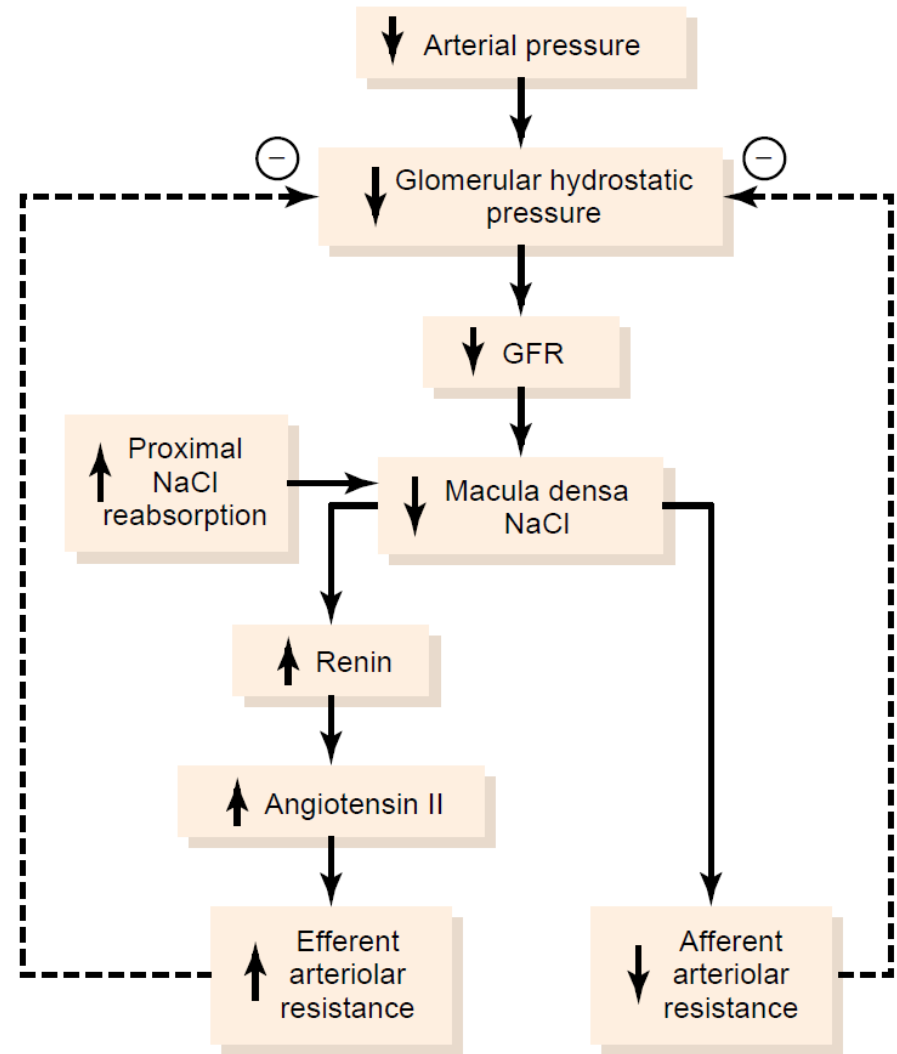 Arterial pressure
−
−
Glomerular hydrostatic
pressure
GFR
Proximal
NaCl
reabsorption
Macula densa
NaCl
Renin
Angiotensin II
Efferent
arteriolar
resistance
Afferent
arteriolar
resistance